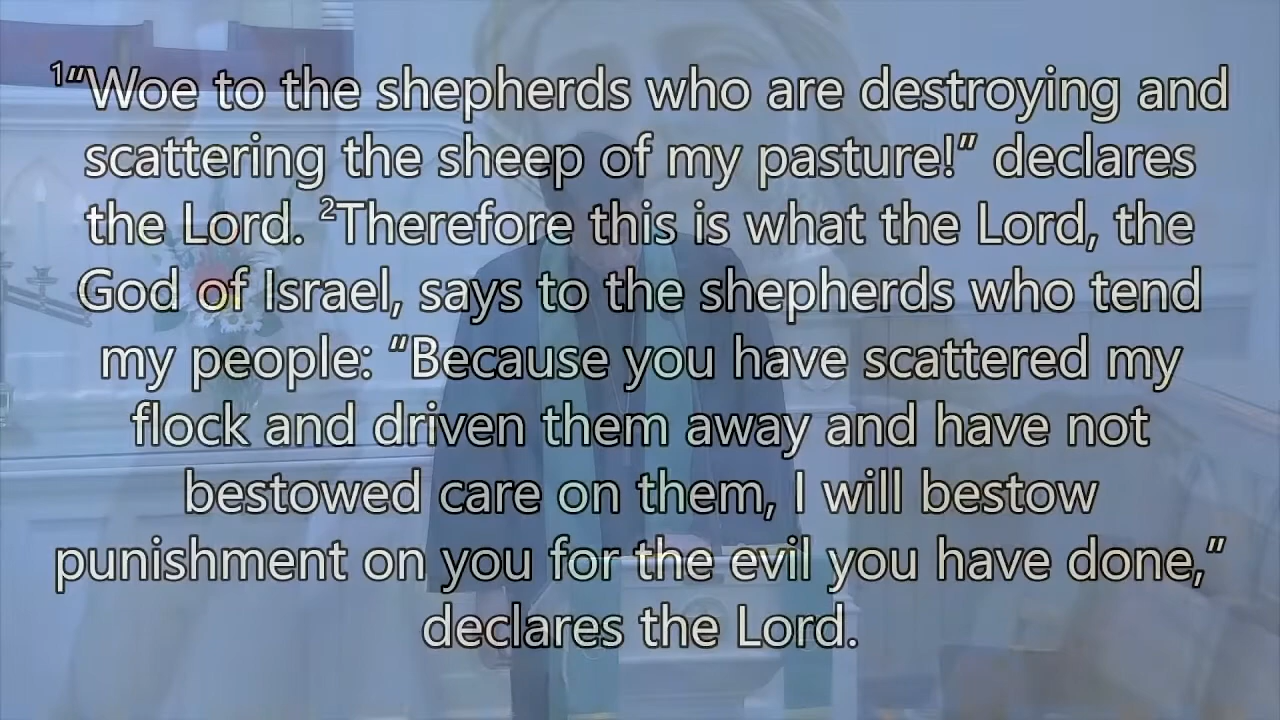 ¹“Woe to the shepherds who are destroying and
scattering the sheep of my pasture!” declares
the Lord. ²Therefore this is what the Lord, the
God of Israel, says to the shepherds who tend
my people: “Because you have scattered my
flock and driven them away and have not
bestowed care on them, I will bestow
punishment on you for the evil you have done,”
declares the Lord.